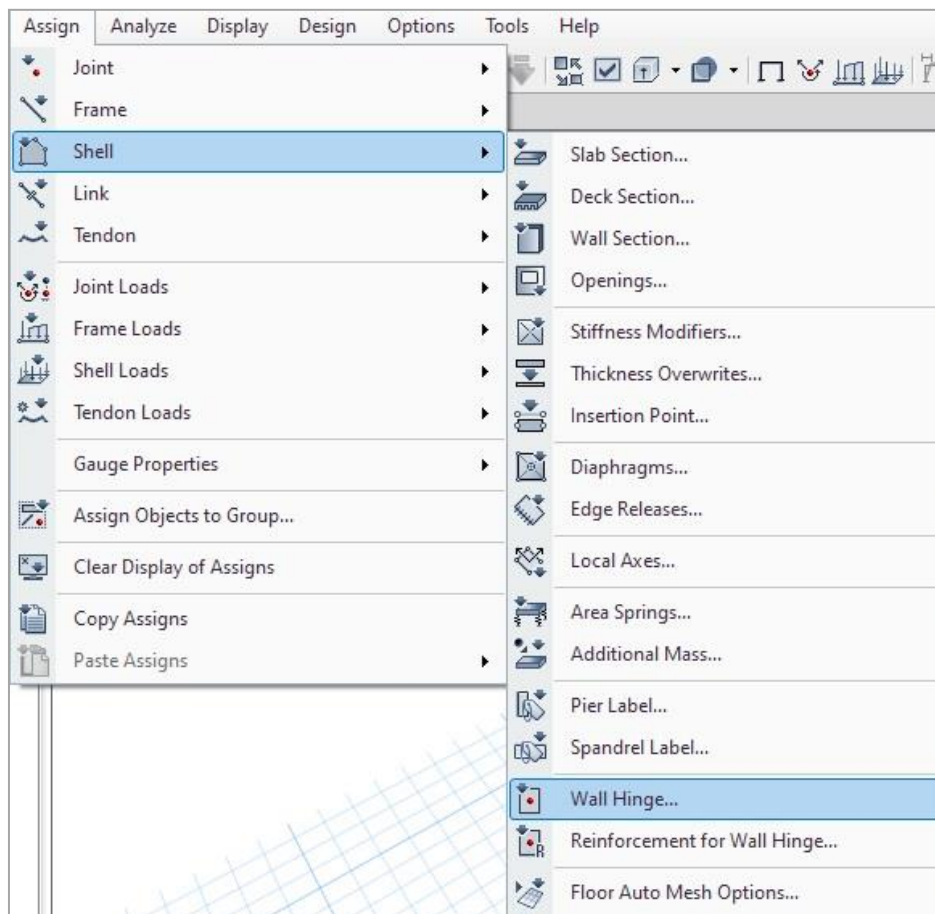 Assign Analyze Display Design Options Tools Help
Joint
Frame
Shell
Link
Tendon
Joint Loads
Frame Loads
Shell Loads
Tendon Loads
Gauge Properties
Assign Objects to Group...
Clear Display of Assigns
Copy Assigns
Paste Assigns
Slab Section...
Deck Section...
Wall Section...
Openings...
Stiffness Modifiers...
Thickness Overwrites...
Insertion Point...
Diaphragms...
Edge Releases...
Local Axes...
Area Springs...
Additional Mass...
Pier Label...
Spandrel Label...
Wall Hinge...
R
Reinforcement for Wall Hinge...
Floor Auto Mesh Options...